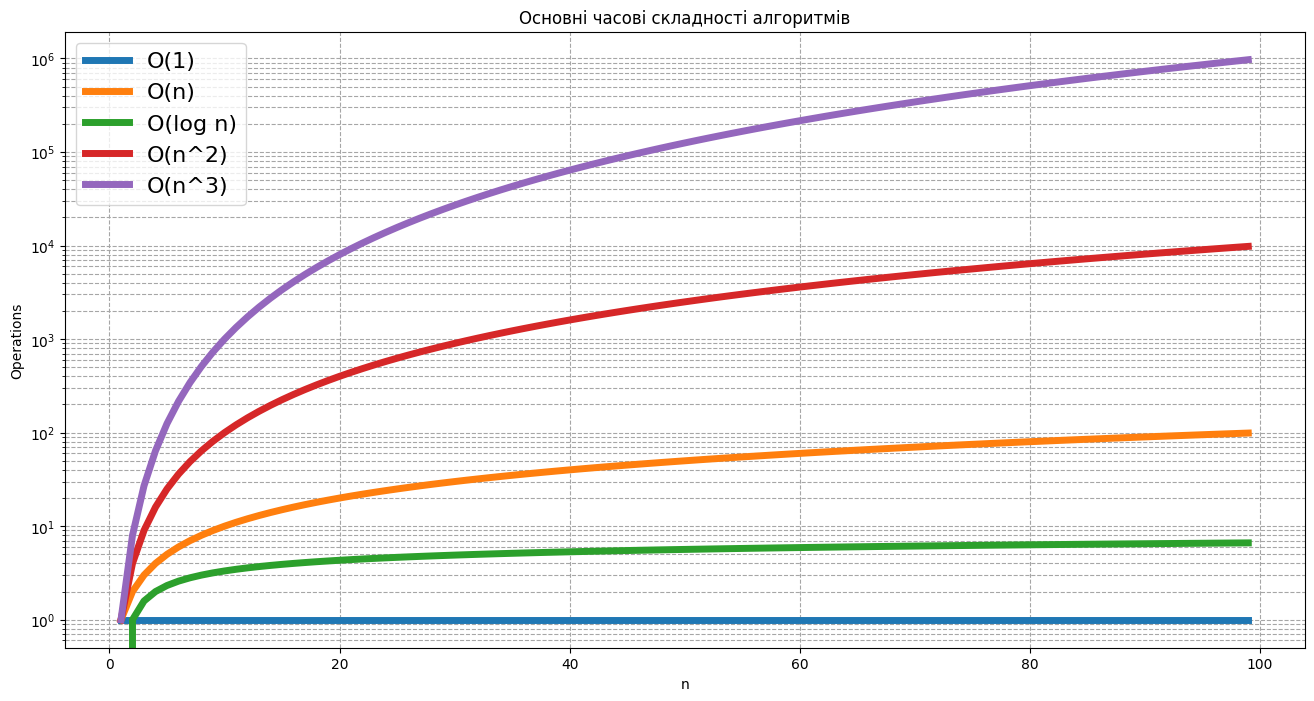 Основні часові складності алгоритмів
O(1)
O(n)
O(log n)
O(n^2)
O(n^3)
Operations
10^6
10^5
10^4
10^3
10^2
10^1
10^0
0 20 40 60 80 100
n